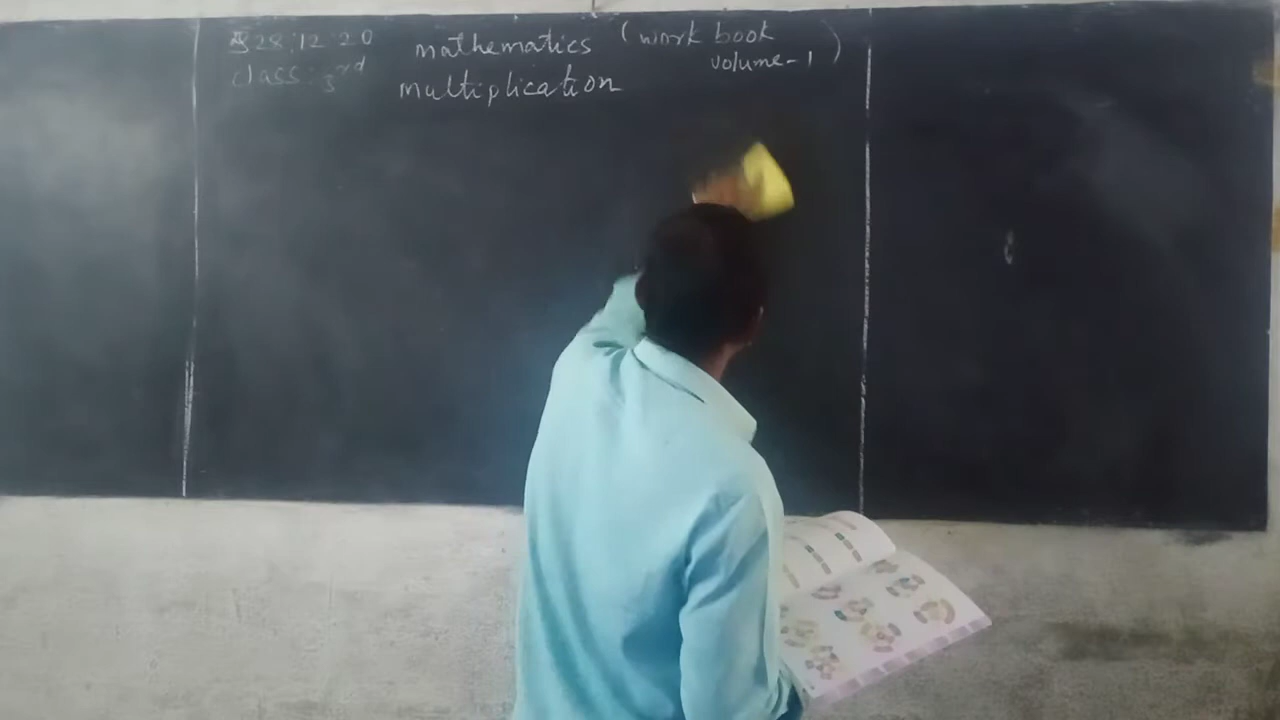 28:12:20 mathematics (work book
volume-1)
class: 3rd multiplication